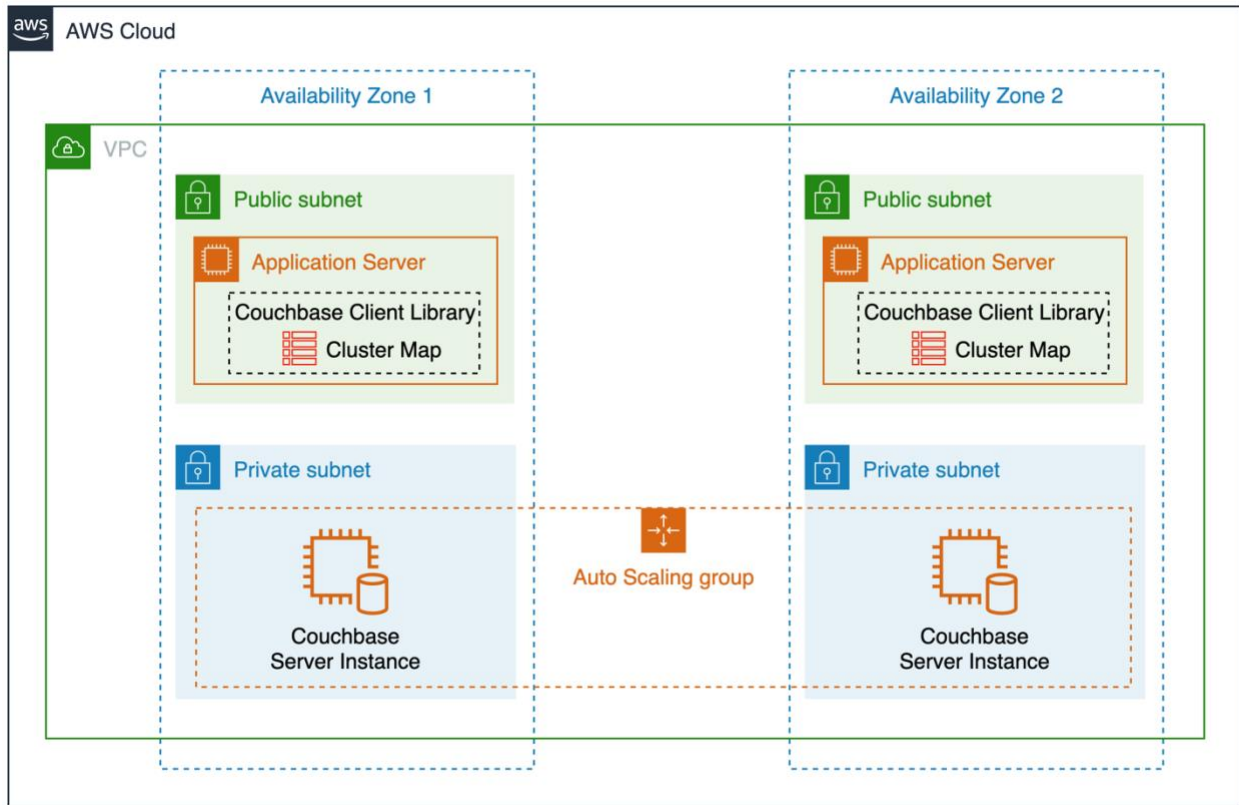 aws
AWS Cloud
Availability Zone 1
Availability Zone 2
VPC
Public subnet
Public subnet
Application Server
Application Server
Couchbase Client Library
Cluster Map
Couchbase Client Library
Cluster Map
Private subnet
Private subnet
Auto Scaling group
Couchbase
Server Instance
Couchbase
Server Instance